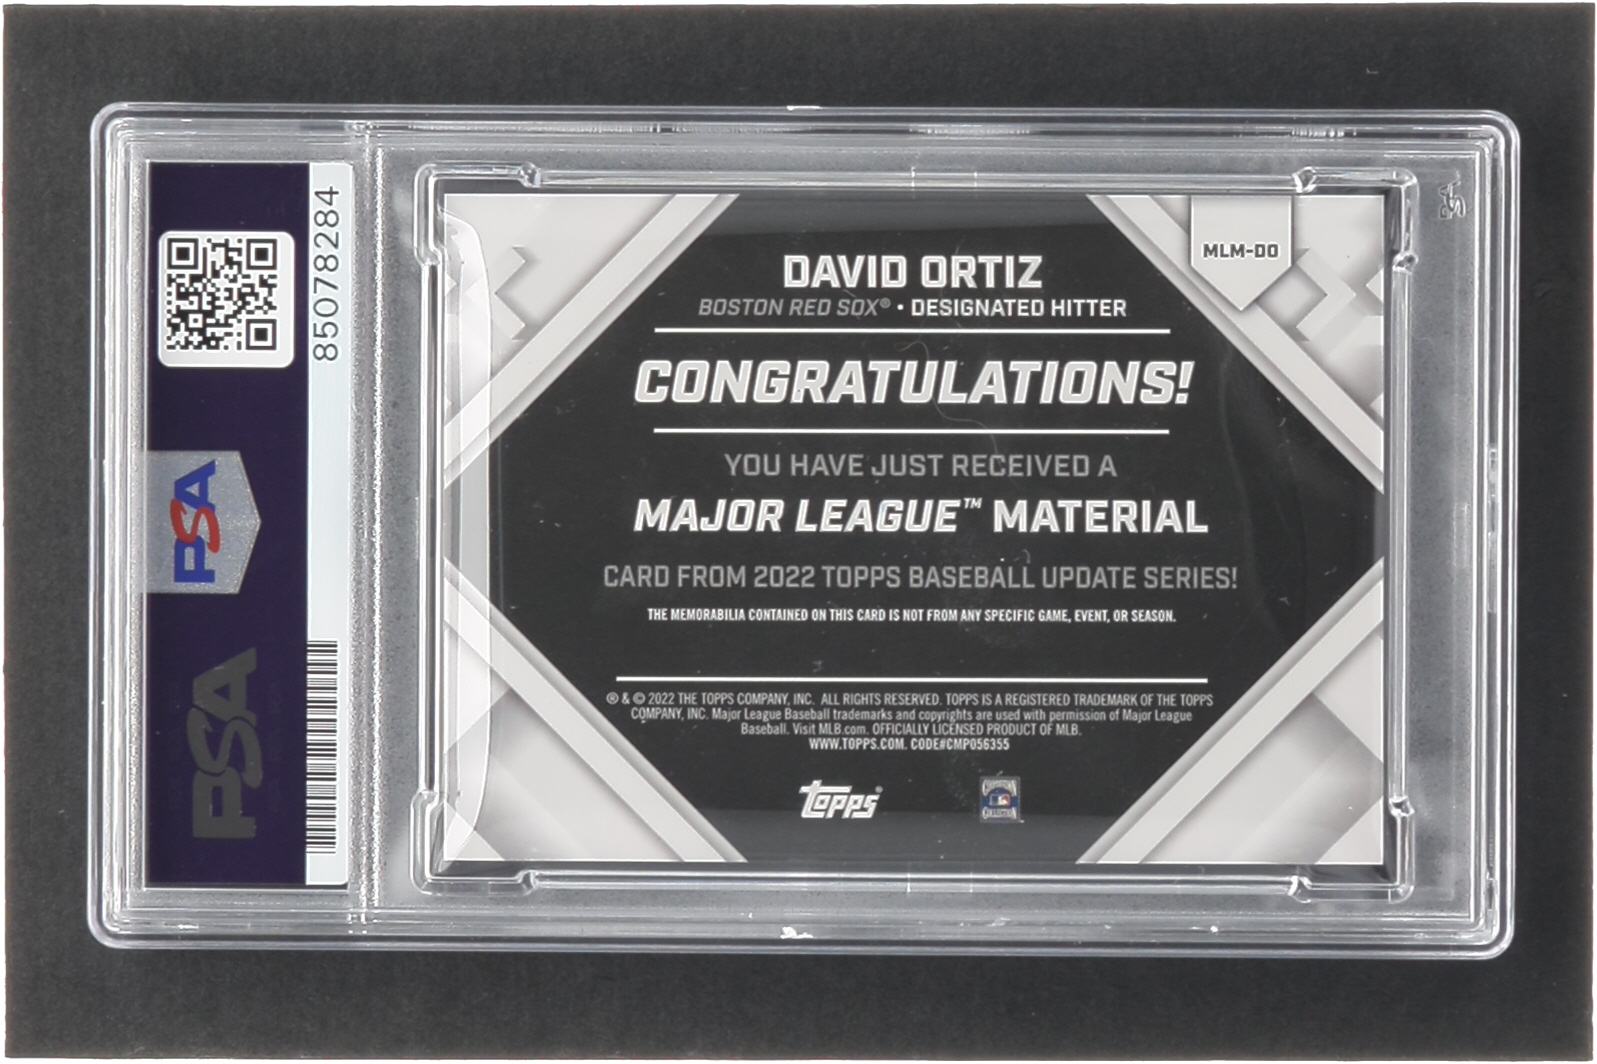 85078284
PSA
PSA
PSA
MLM-DO
DAVID ORTIZ
BOSTON RED SOX® • DESIGNATED HITTER
CONGRATULATIONS!
YOU HAVE JUST RECEIVED A
MAJOR LEAGUE™ MATERIAL
CARD FROM 2022 TOPPS BASEBALL UPDATE SERIES!
THE MEMORABILIA CONTAINED ON THIS CARD IS NOT FROM ANY SPECIFIC GAME, EVENT, OR SEASON.
® & © 2022 THE TOPPS COMPANY, INC. ALL RIGHTS RESERVED. TOPPS IS A REGISTERED TRADEMARK OF THE TOPPS
COMPANY, INC. Major League Baseball trademarks and copyrights are used with permission of Major League
Baseball. Visit MLB.com. OFFICIALLY LICENSED PRODUCT OF MLB.
WWW.TOPPS.COM. CODE#CMP056355
topps®
COOPERSTOWN
COLLECTION